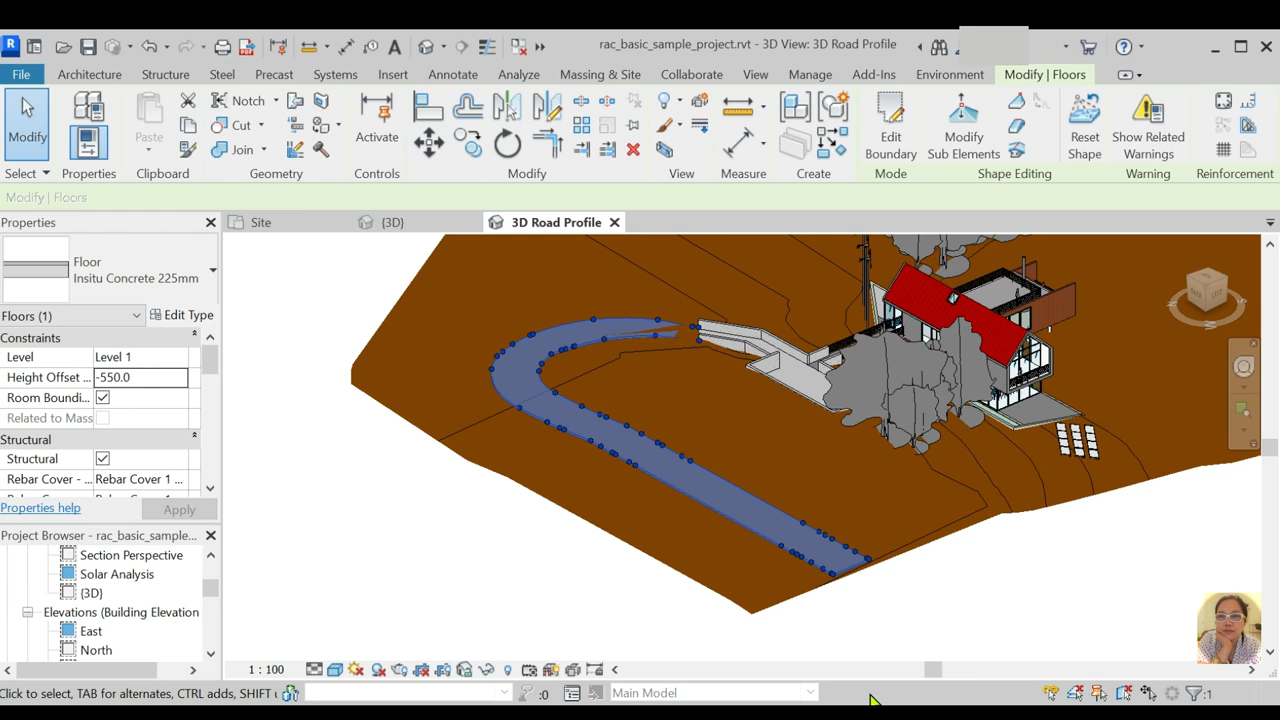 rac_basic_sample_project.rvt - 3D View: 3D Road Profile
File Architecture Structure Steel Precast Systems Insert Annotate Analyze Massing & Site Collaborate View Manage Add-Ins Environment Modify | Floors
Notch
Cut
Join
Modify
Paste
Activate
Edit
Boundary
Modify
Sub Elements
Reset
Shape
Show Related
Warnings
Select Properties Clipboard Geometry Controls Modify View Measure Create Mode Shape Editing Warning Reinforcement
Modify | Floors
Properties
Site {3D} 3D Road Profile
Floor
Insitu Concrete 225mm
Floors (1) Edit Type
Constraints
Level Level 1
Height Offset ... -550.0
Room Boundi...
Related to Mass
Structural
Structural
Rebar Cover - ... Rebar Cover 1 ...
Properties help Apply
Project Browser - rac_basic_sample...
Section Perspective
Solar Analysis
{3D}
Elevations (Building Elevation
East
North
BACK LEFT
1 : 100
Click to select, TAB for alternates, CTRL adds, SHIFT u
:0 Main Model :1